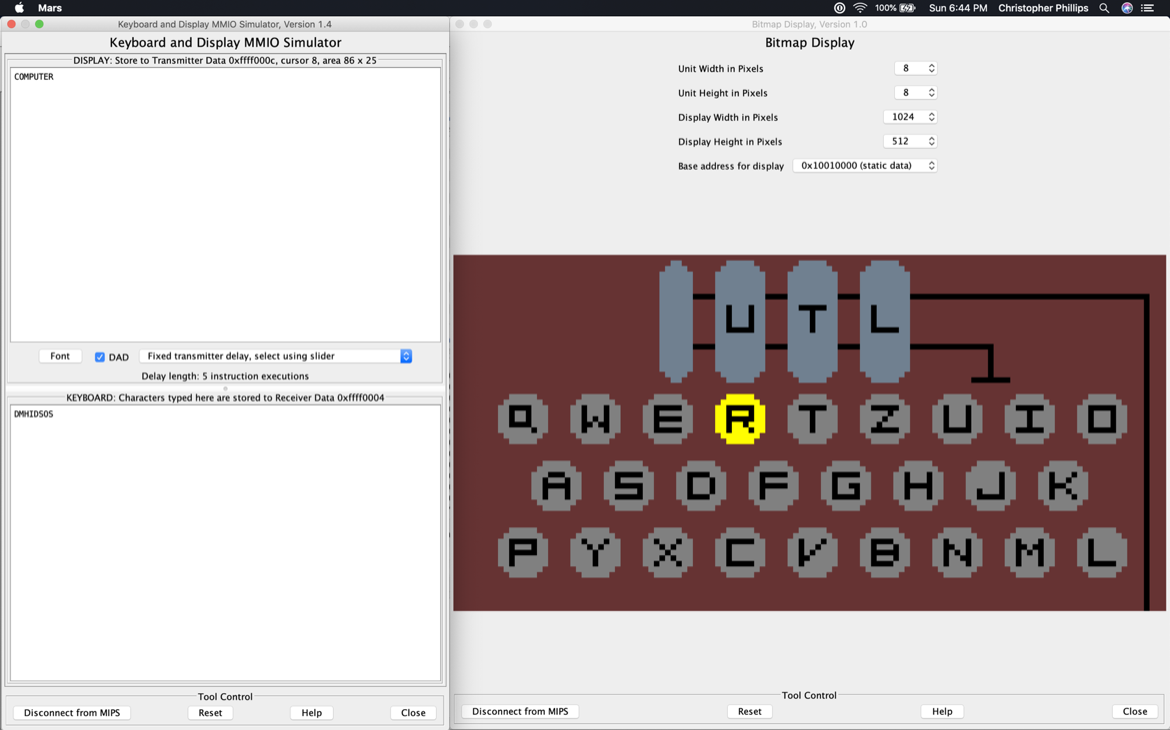 Mars
100%
Sun 6:44 PM
Christopher Phillips
Keyboard and Display MMIO Simulator, Version 1.4
Keyboard and Display MMIO Simulator
DISPLAY: Store to Transmitter Data 0xffff000c, cursor 8, area 86 x 25
COMPUTER
Font
DAD
Fixed transmitter delay, select using slider
Delay length: 5 instruction executions
KEYBOARD: Characters typed here are stored to Receiver Data 0xffff0004
DMHIDSOS
Tool Control
Disconnect from MIPS
Reset
Help
Close
Bitmap Display, Version 1.0
Bitmap Display
Unit Width in Pixels 8
Unit Height in Pixels 8
Display Width in Pixels 1024
Display Height in Pixels 512
Base address for display 0x10010000 (static data)
U T L
Q W E R T Z U I O
A S D F G H J K
P Y X C V B N M L
Tool Control
Disconnect from MIPS
Reset
Help
Close